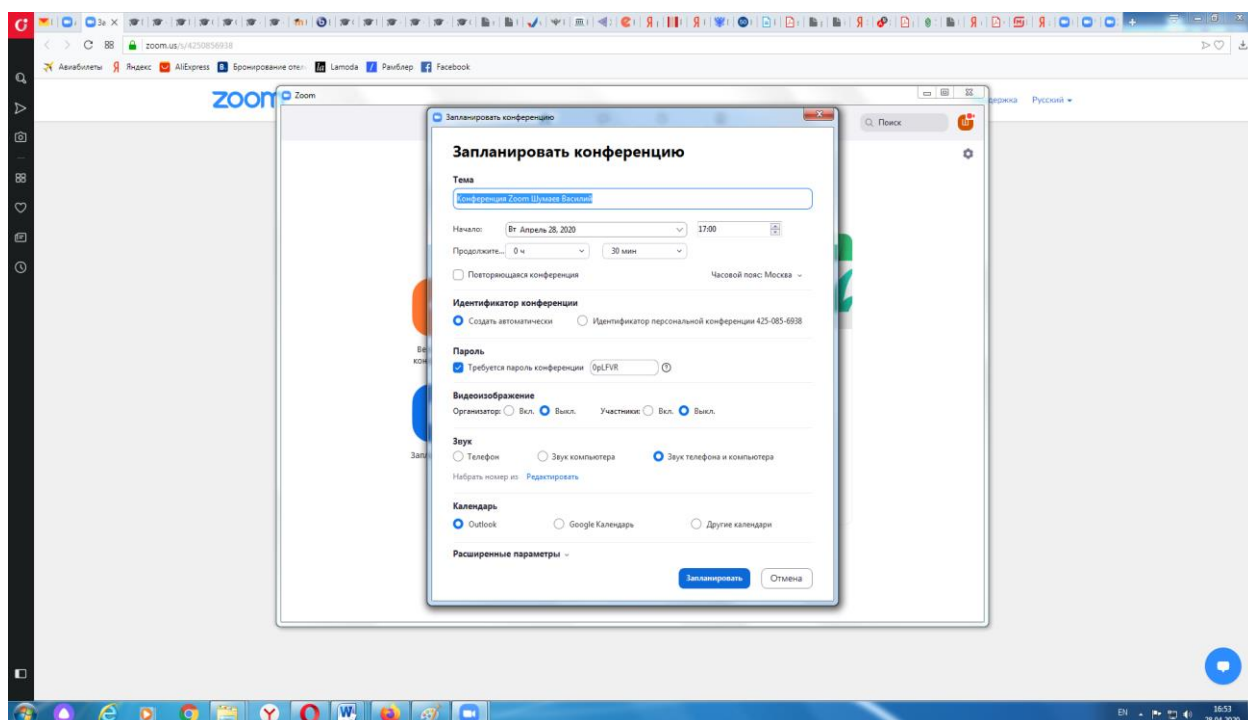 zoom.us/s/4250856938
Авиабилеты Яндекс AliExpress Бронирование отел Lamoda Рамблер Facebook
zoom
Zoom
держка Русский
Запланировать конференцию
Поиск
Запланировать конференцию
Тема
Конференция Zoom Шумаев Василий
Начало: Вт Апрель 28, 2020 17:00
Продолжите... 0 ч 30 мин
Повторяющаяся конференция Часовой пояс: Москва
Идентификатор конференции
Создать автоматически Идентификатор персональной конференции 425-085-6938
Пароль
Требуется пароль конференции 0pLFVR
Видеоизображение
Организатор: Вкл. Выкл. Участники: Вкл. Выкл.
Звук
Телефон Звук компьютера Звук телефона и компьютера
Набрать номер из Редактировать
Календарь
Outlook Google Календарь Другие календари
Расширенные параметры
Запланировать Отмена
EN 16:53
28.04.2020